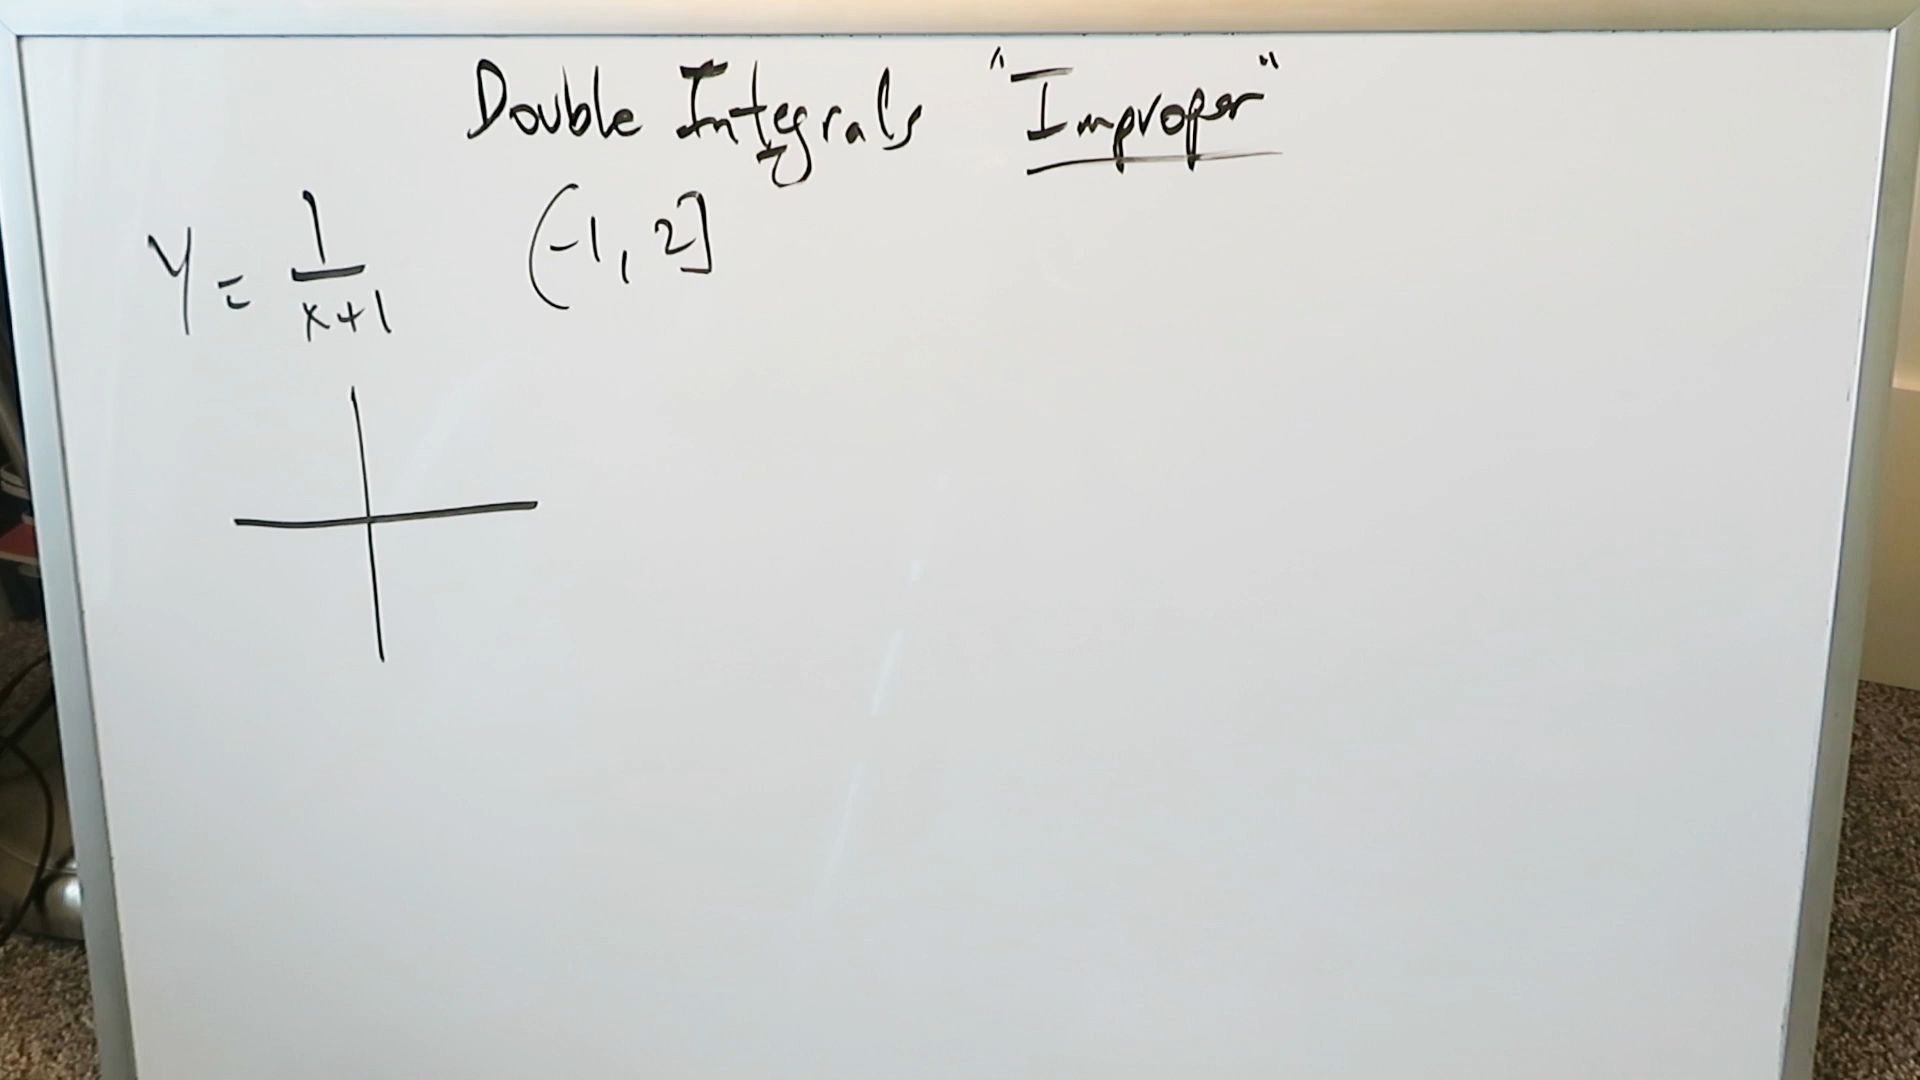 Double Integrals "Improper"
y = 1/(x+1) (-1, 2]